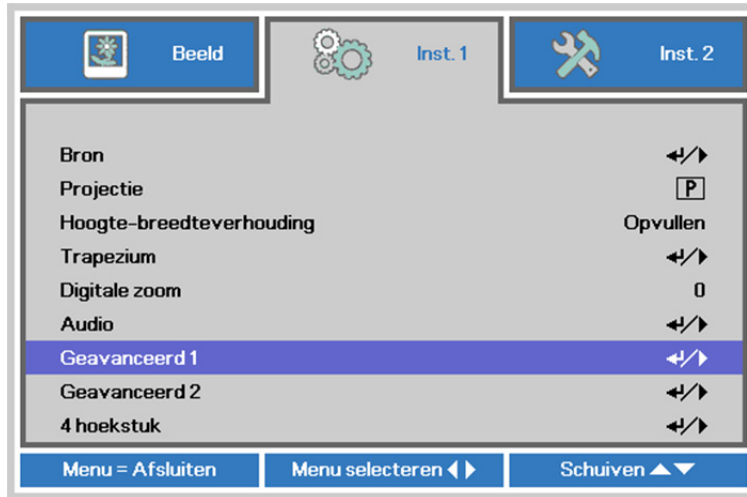 Beeld Inst. 1 Inst. 2
Bron ↵/▶
Projectie P
Hoogte-breedteverhouding Opvullen
Trapezium ↵/▶
Digitale zoom 0
Audio ↵/▶
Geavanceerd 1 ↵/▶
Geavanceerd 2 ↵/▶
4 hoekstuk ↵/▶
Menu = Afsluiten Menu selecteren ◀ ▶ Schuiven ▲▼